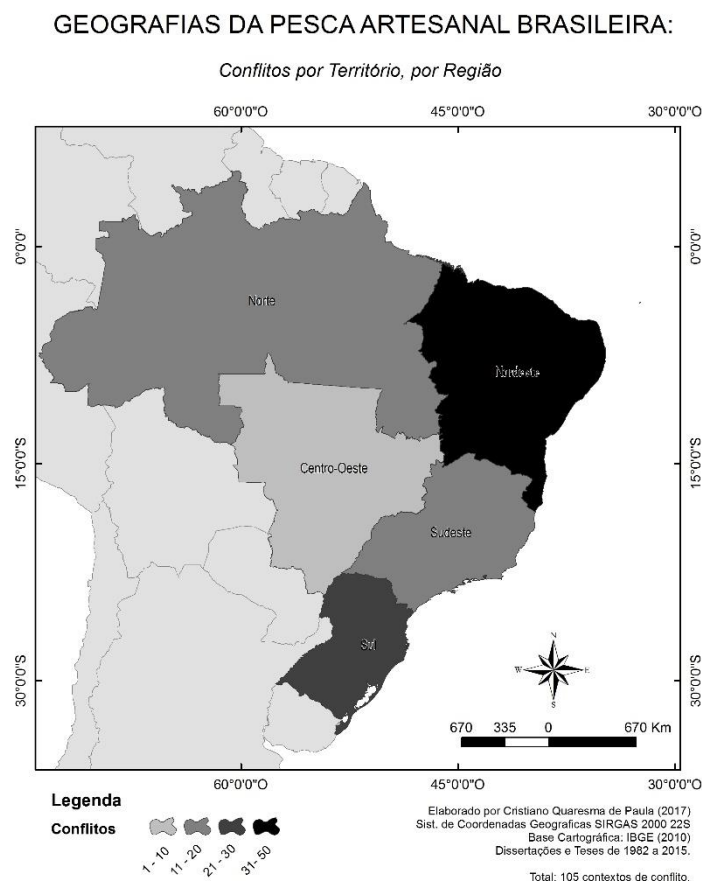 GEOGRAFIAS DA PESCA ARTESANAL BRASILEIRA:
Conflitos por Território, por Região
60°0'0"O 45°0'0"O 30°0'0"O
0°0'0" 0°0'0"
Norte
Nordeste
15°0'0"S 15°0'0"S
Centro-Oeste
Sudeste
Sul
30°0'0"S 30°0'0"S
N
W E
S
670 335 0 670 Km
60°0'0"O 45°0'0"O 30°0'0"O
Legenda
Conflitos
1 - 10 11 - 20 21 - 30 31- 50
Elaborado por Cristiano Quaresma de Paula (2017)
Sist. de Coordenadas Geograficas SIRGAS 2000 22S
Base Cartográfica: IBGE (2010)
Dissertações e Teses de 1982 a 2015.
Total: 105 contextos de conflito.